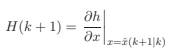 H(k + 1) = ∂h/∂x |x=x̂(k+1|k)